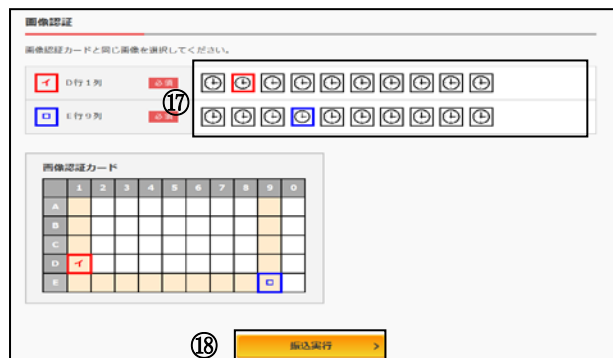 画像認証
画像認証カードと同じ画像を選択してください。
イ D行1列 必須
⑰
ロ E行9列 必須
画像認証カード
1 2 3 4 5 6 7 8 9 0
A
B
C
D イ
E ロ
⑱ 振込実行 >